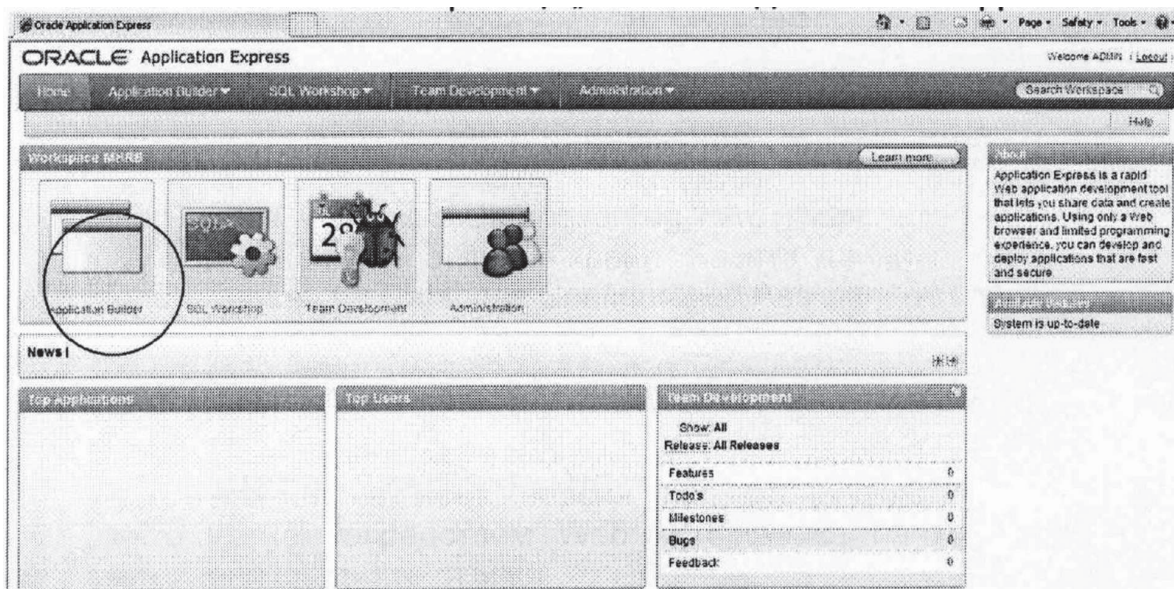 Oracle Application Express
Page Safety Tools
ORACLE Application Express
Welcome ADMIN Logout
Home Application Builder SQL Workshop Team Development Administration
Search Workspace
Help
Workspace
Learn more
Application Builder
SQL Workshop
Team Development
Administration
News
Top Applications
Top Users
Team Development
Show: All
Release: All Releases
Features 0
Todo's 0
Milestones 0
Bugs 0
Feedback 0
About
Application Express is a rapid
Web application development tool
that lets you share data and create
applications. Using only a Web
browser and limited programming
experience, you can develop and
deploy applications that are fast
and secure.
System is up-to-date